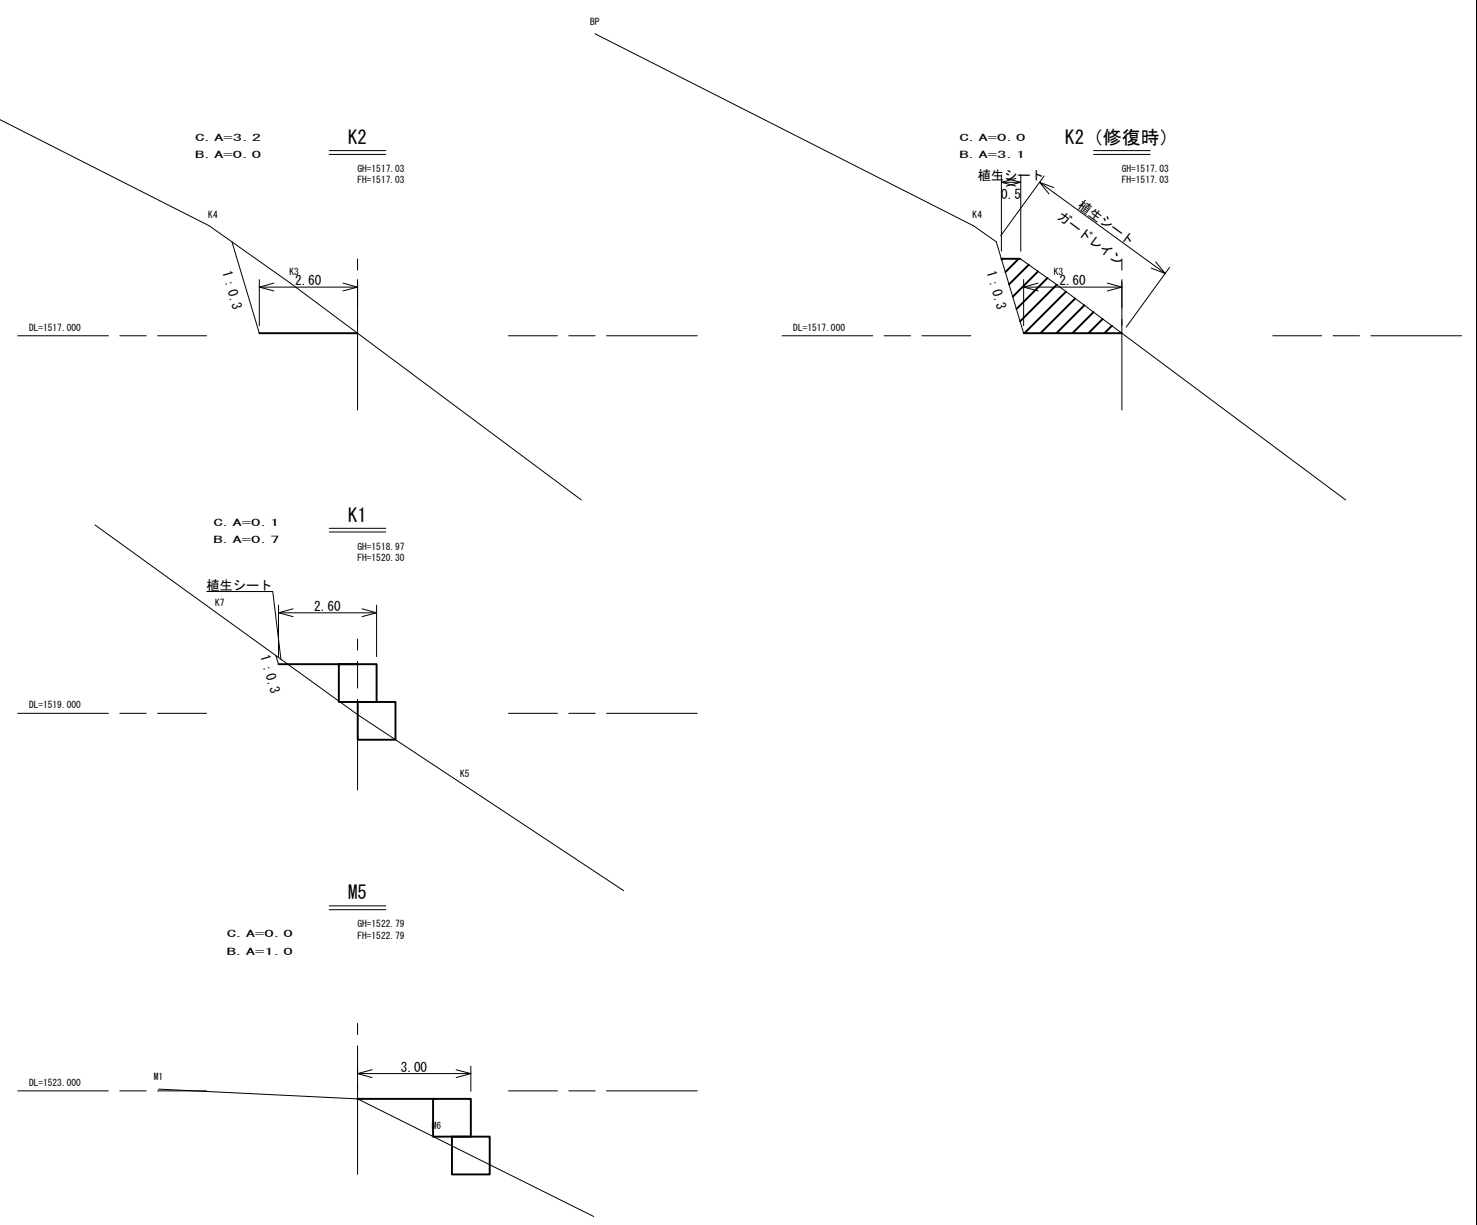 BP
C. A=3. 2
B. A=0. 0
K2
GH=1517. 03
FH=1517. 03
K4
K3
2. 60
1:0.3
DL=1517. 000
C. A=0. 0
B. A=3. 1
K2 (修復時)
GH=1517. 03
FH=1517. 03
植生シート
0. 5
植生シート
ガードレイン
K4
K3
2. 60
1:0.3
DL=1517. 000
C. A=0. 1
B. A=0. 7
K1
GH=1518. 97
FH=1520. 30
植生シート
K7
2. 60
1:0.3
DL=1519. 000
K5
M5
C. A=0. 0
B. A=1. 0
GH=1522. 79
FH=1522. 79
3. 00
M1
DL=1523. 000
M6